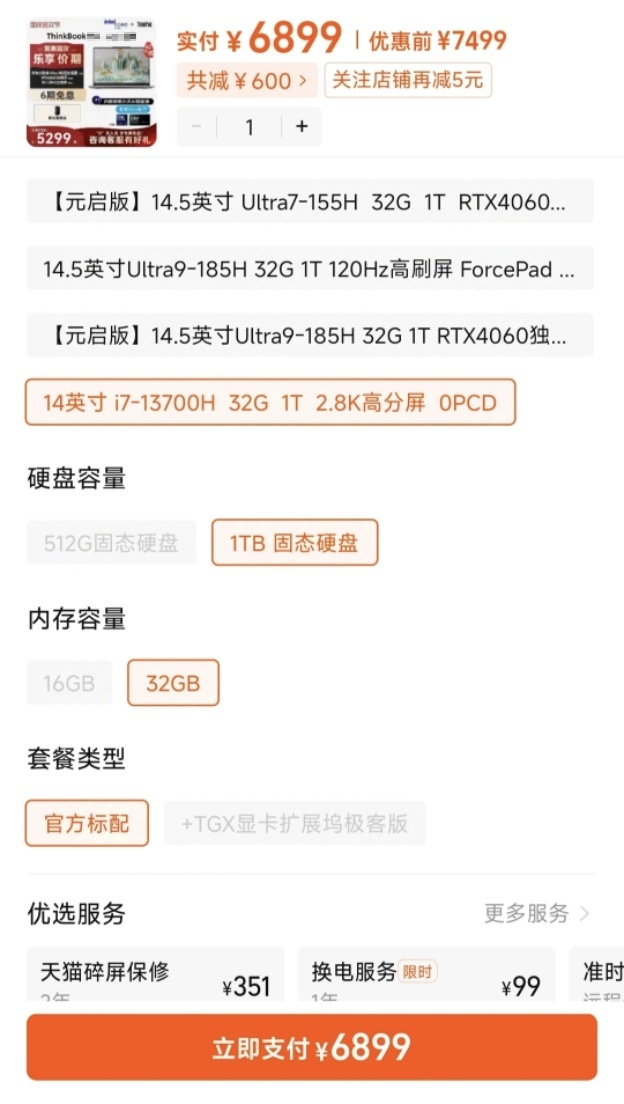 ThinkBook
乐享价期
6期免息
5299.
咨询客服有好礼
实付 ¥ 6899 | 优惠前 ¥7499
共减 ¥ 600 >
关注店铺再减5元
− 1 +
【元启版】14.5英寸 Ultra7-155H 32G 1T RTX4060...
14.5英寸Ultra9-185H 32G 1T 120Hz高刷屏 ForcePad ...
【元启版】14.5英寸Ultra9-185H 32G 1T RTX4060独...
14英寸 i7-13700H 32G 1T 2.8K高分屏 0PCD
硬盘容量
512G固态硬盘 1TB 固态硬盘
内存容量
16GB 32GB
套餐类型
官方标配 +TGX显卡扩展坞极客版
优选服务 更多服务 >
天猫碎屏保修 ¥351 换电服务 限时 ¥99 准时
2年 1年 远程
立即支付 ¥6899